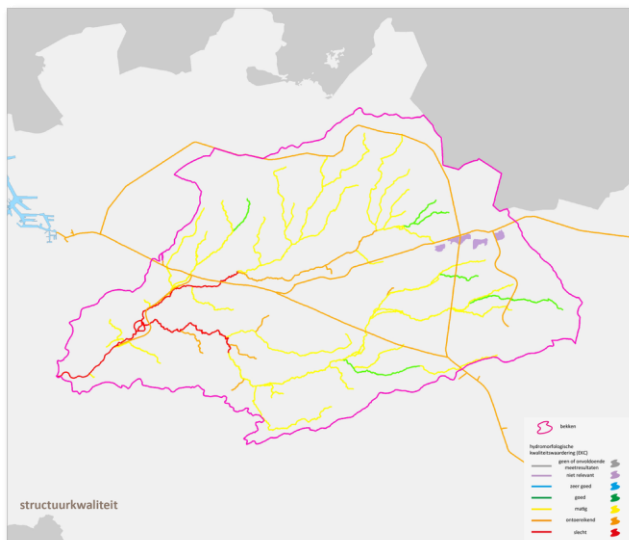 bekken
hydromorfologische
kwaliteitswaardering (EKC)
geen of onvoldoende
meetresultaten
niet relevant
zeer goed
goed
matig
ontoereikend
slecht
structuurkwaliteit